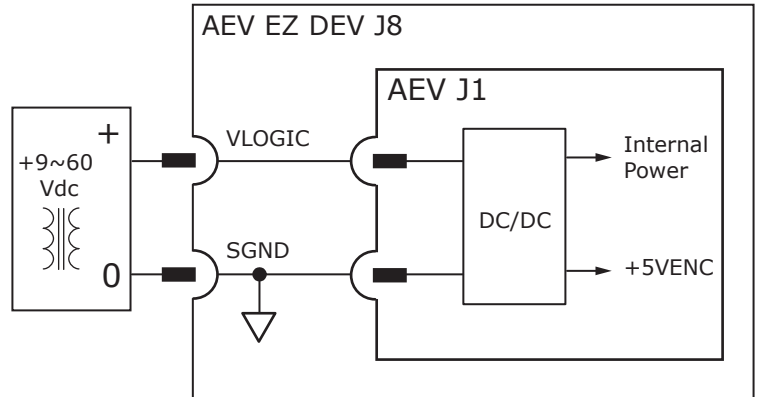 AEV EZ DEV J8
AEV J1
+
+9~60
Vdc
0
VLOGIC
SGND
DC/DC
Internal
Power
+5VENC